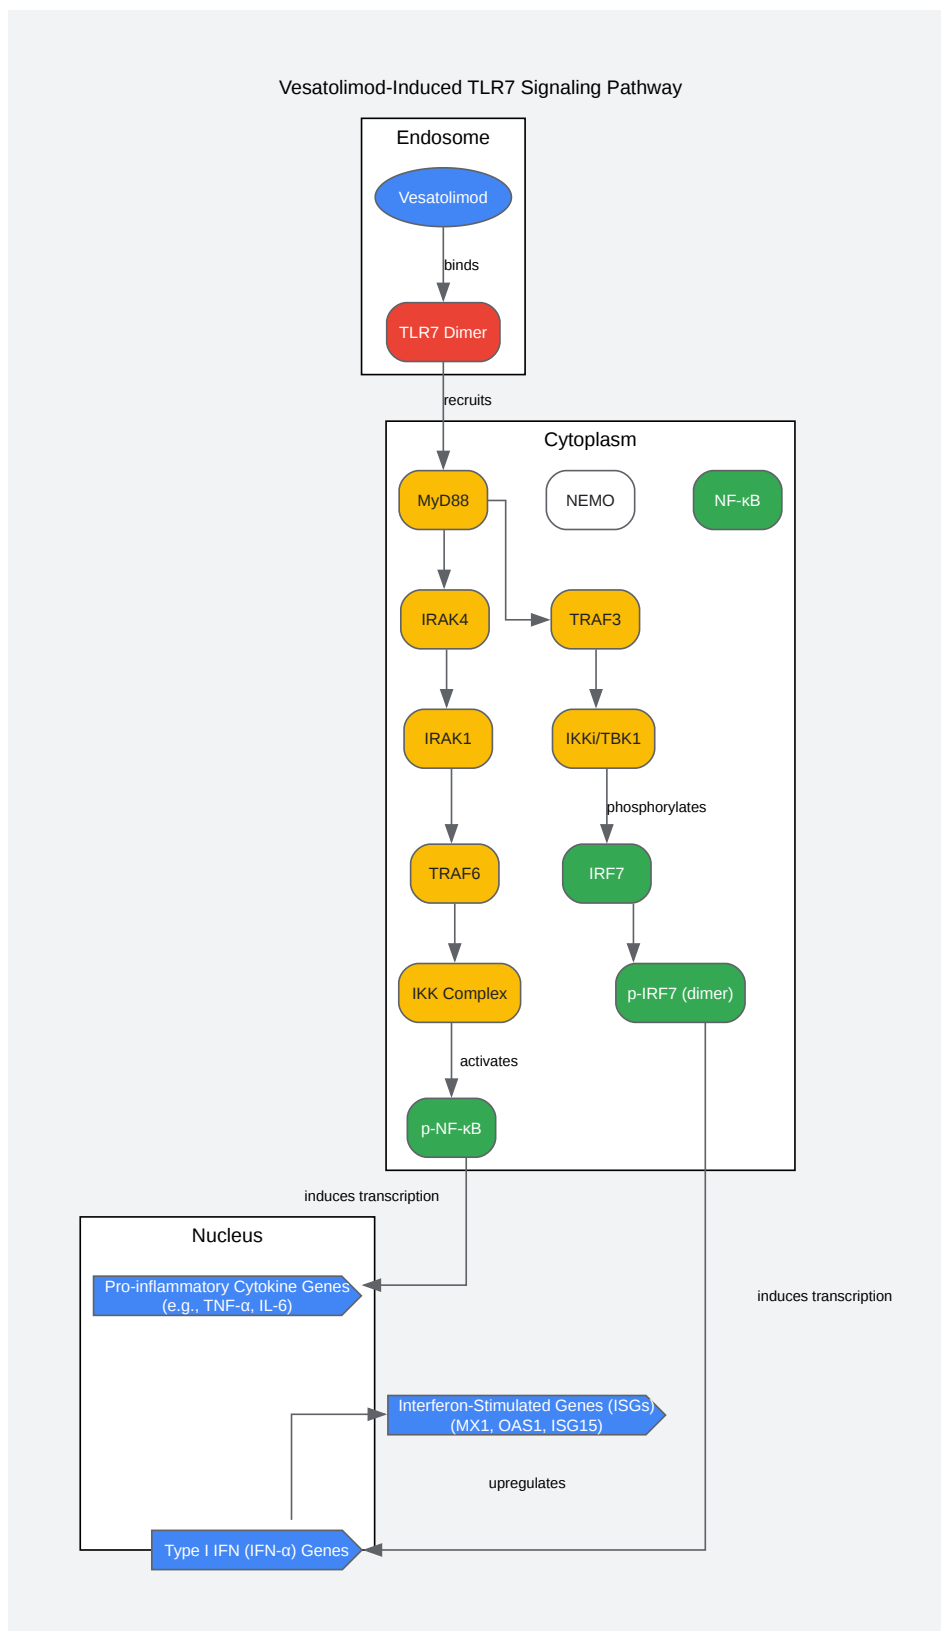 Vesatolimod-Induced TLR7 Signaling Pathway
Endosome
Vesatolimod
binds
TLR7 Dimer
recruits
Cytoplasm
MyD88
NEMO
NF-κB
IRAK4
TRAF3
IRAK1
IKKi/TBK1
phosphorylates
TRAF6
IRF7
IKK Complex
p-IRF7 (dimer)
activates
p-NF-κB
induces transcription
Nucleus
Pro-inflammatory Cytokine Genes
(e.g., TNF-α, IL-6)
induces transcription
Interferon-Stimulated Genes (ISGs)
(MX1, OAS1, ISG15)
upregulates
Type I IFN (IFN-α) Genes